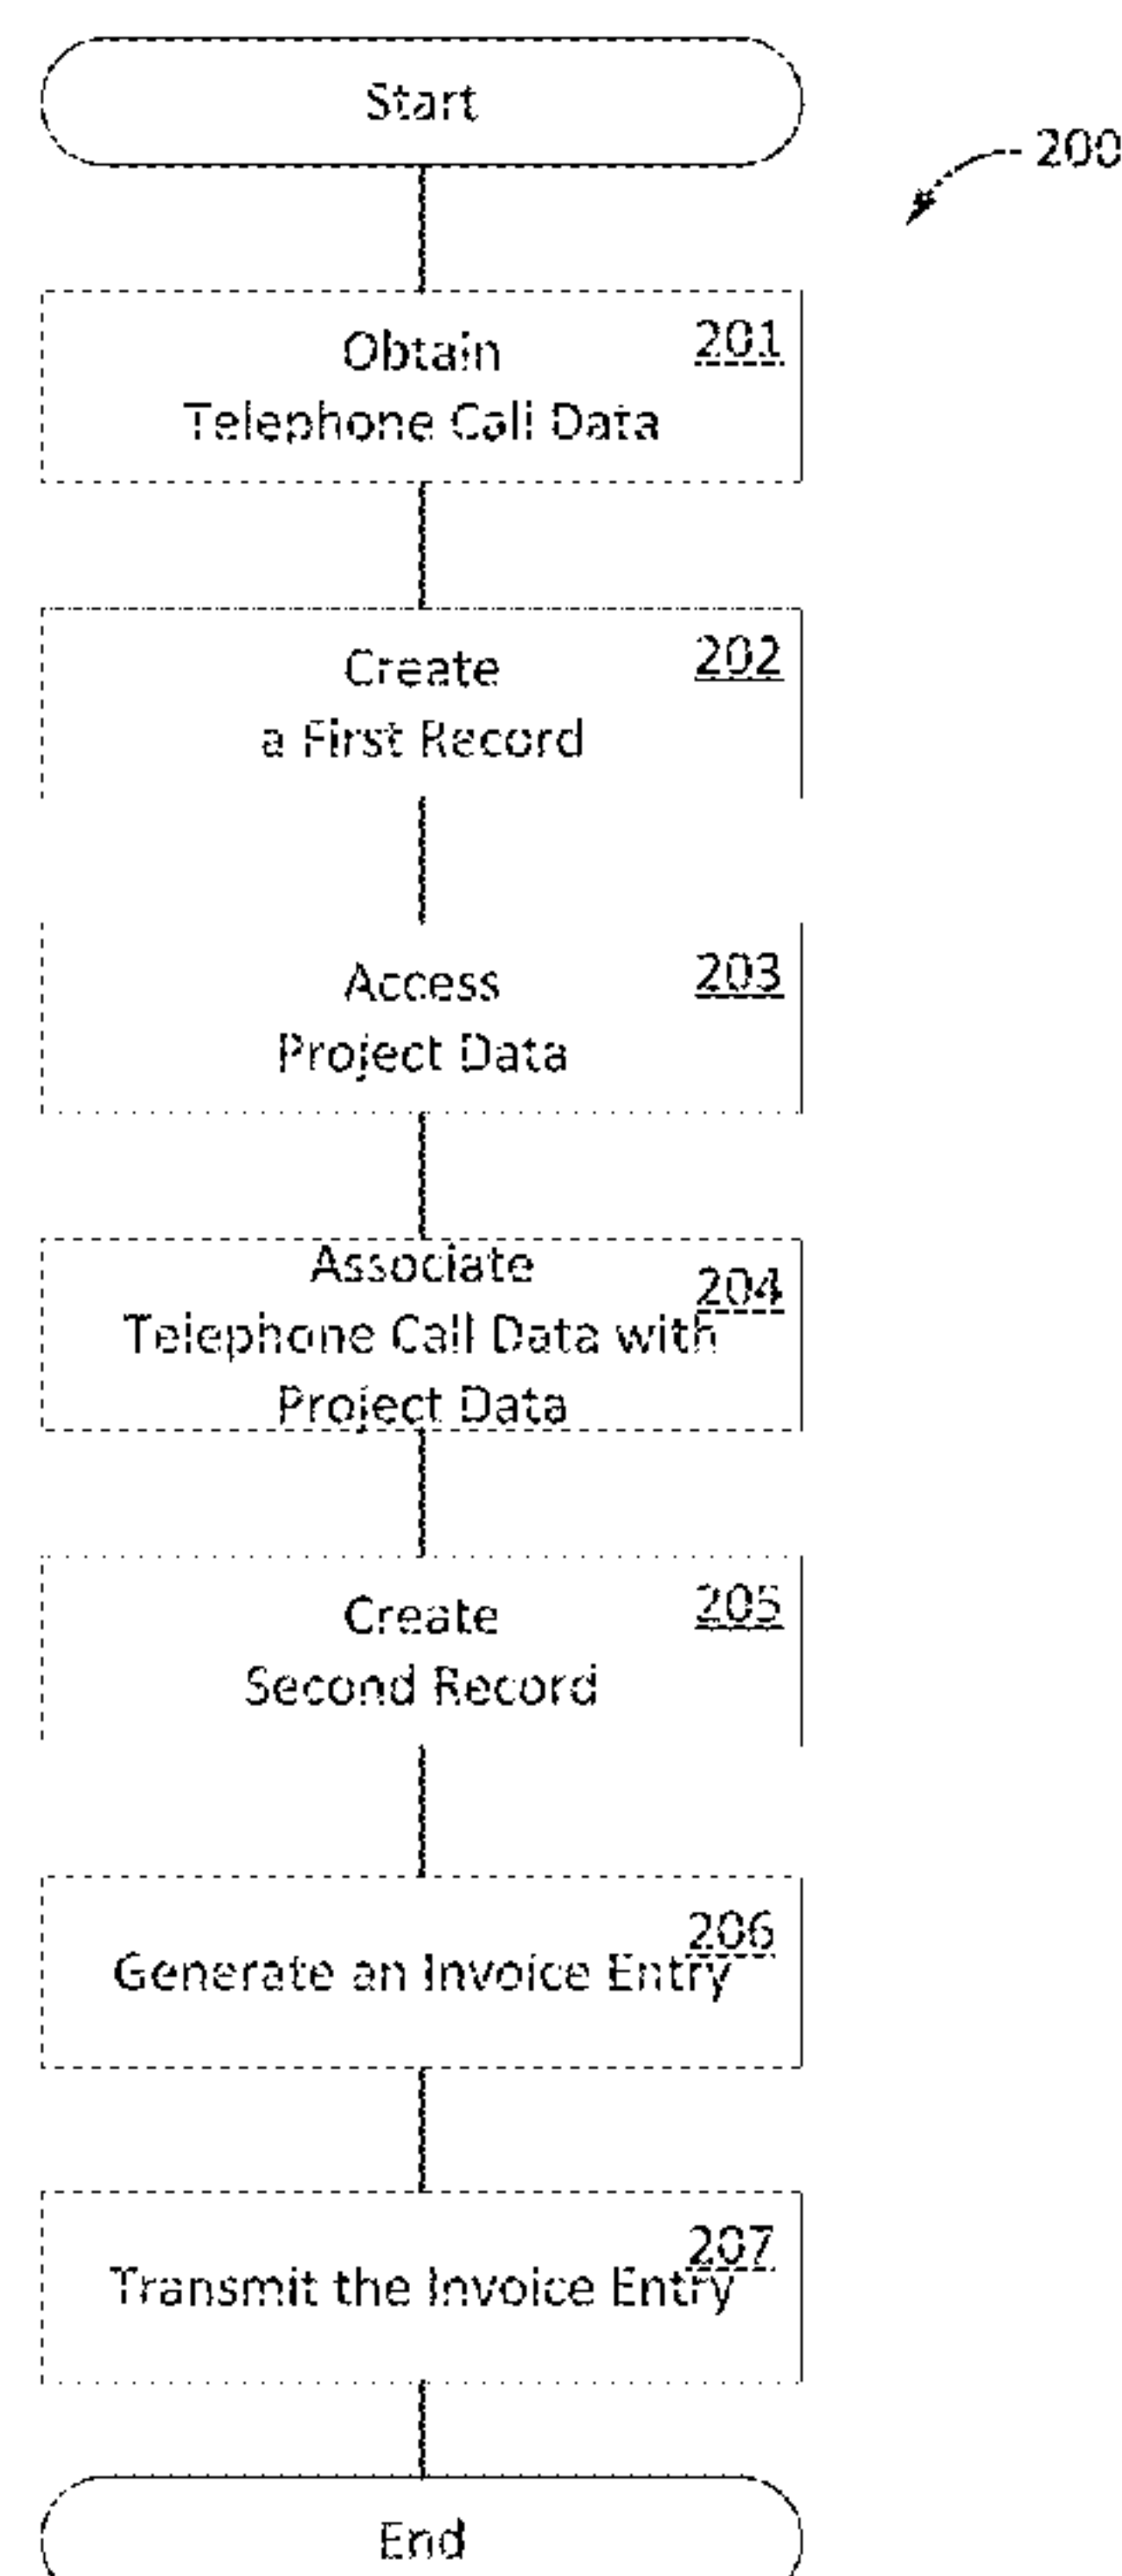 Start
200
201
Obtain
Telephone Call Data
202
Create
a First Record
203
Access
Project Data
204
Associate
Telephone Call Data with
Project Data
205
Create
Second Record
206
Generate an Invoice Entry
207
Transmit the Invoice Entry
End